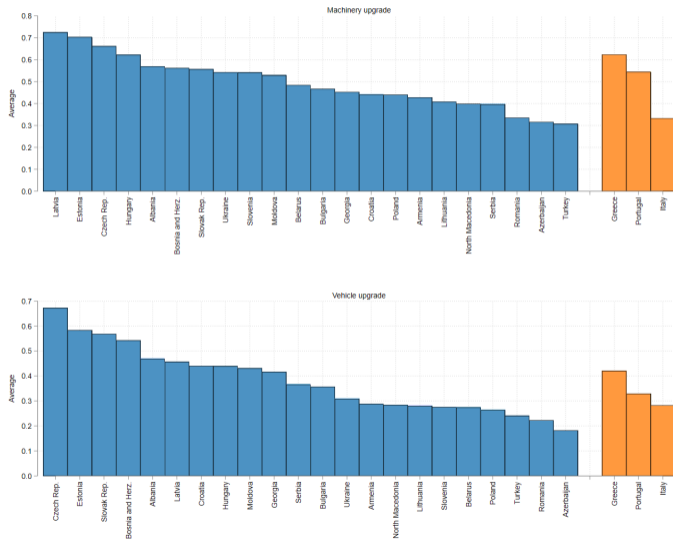 Machinery upgrade
0.8
0.7
0.6
0.5
0.4
0.3
0.2
0.1
0.0
Average
Latvia
Estonia
Czech Rep.
Hungary
Albania
Bosnia and Herz.
Slovak Rep.
Ukraine
Slovenia
Moldova
Belarus
Bulgaria
Georgia
Croatia
Poland
Armenia
Lithuania
North Macedonia
Serbia
Romania
Azerbaijan
Turkey
Greece
Portugal
Italy
Vehicle upgrade
0.7
0.6
0.5
0.4
0.3
0.2
0.1
0.0
Average
Czech Rep.
Estonia
Slovak Rep.
Bosnia and Herz.
Albania
Latvia
Croatia
Hungary
Moldova
Georgia
Serbia
Bulgaria
Ukraine
Armenia
North Macedonia
Lithuania
Slovenia
Belarus
Poland
Turkey
Romania
Azerbaijan
Greece
Portugal
Italy